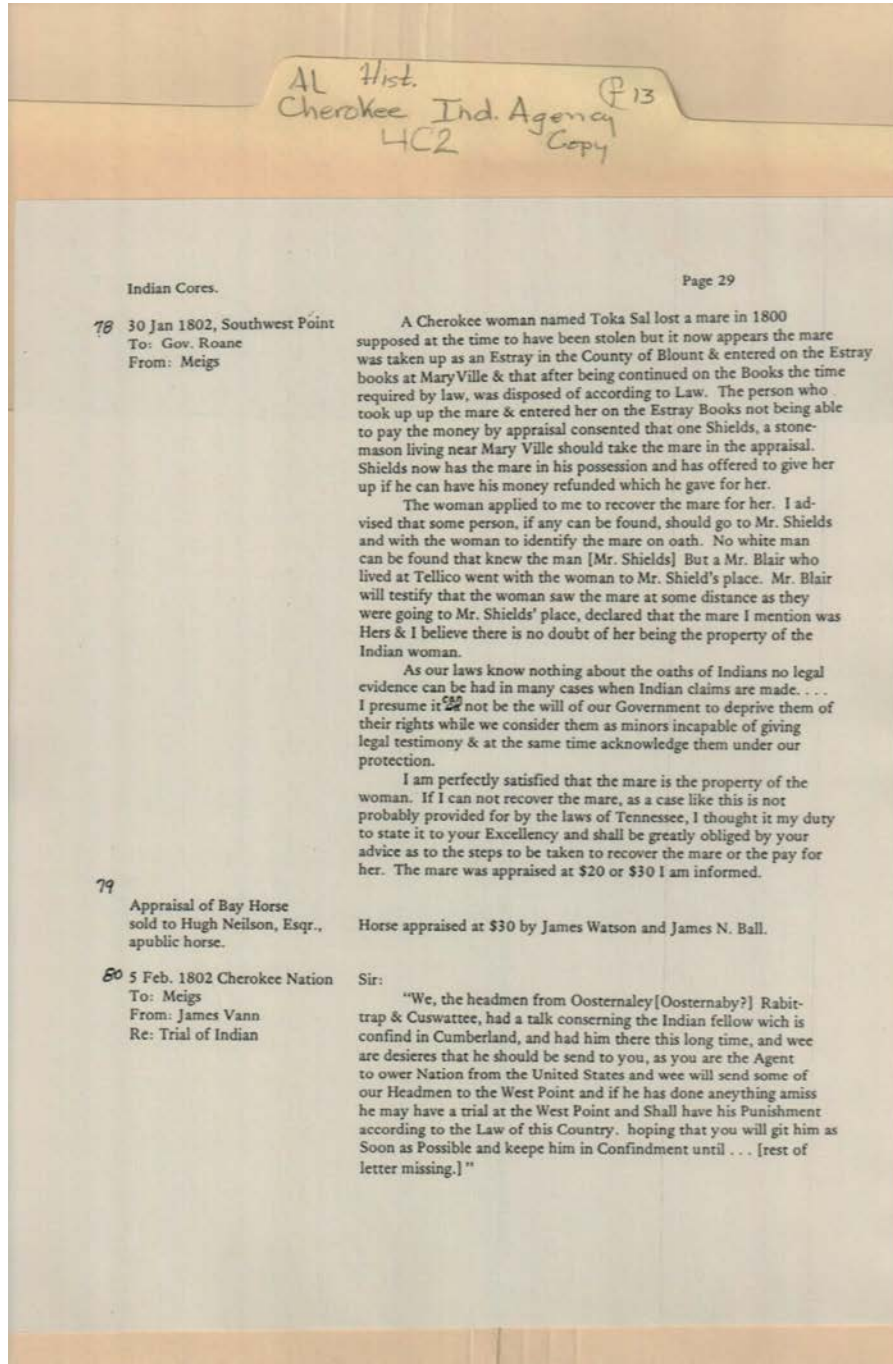 AL Hist. (F 13
Cherokee Ind. Agency
4C2 Copy
Indian Cores.
Page 29
78 30 Jan 1802, Southwest Point
To: Gov. Roane
From: Meigs
A Cherokee woman named Toka Sal lost a mare in 1800
supposed at the time to have been stolen but it now appears the mare
was taken up as an Estray in the County of Blount & entered on the Estray
books at MaryVille & that after being continued on the Books the time
required by law, was disposed of according to Law. The person who
took up up the mare & entered her on the Estray Books not being able
to pay the money by appraisal consented that one Shields, a stone-
mason living near Mary Ville should take the mare in the appraisal.
Shields now has the mare in his possession and has offered to give her
up if he can have his money refunded which he gave for her.
The woman applied to me to recover the mare for her. I ad-
vised that some person, if any can be found, should go to Mr. Shields
and with the woman to identify the mare on oath. No white man
can be found that knew the man [Mr. Shields] But a Mr. Blair who
lived at Tellico went with the woman to Mr. Shield's place. Mr. Blair
will testify that the woman saw the mare at some distance as they
were going to Mr. Shields' place, declared that the mare I mention was
Hers & I believe there is no doubt of her being the property of the
Indian woman.
As our laws know nothing about the oaths of Indians no legal
evidence can be had in many cases when Indian claims are made. . . .
I presume it can not be the will of our Government to deprive them of
their rights while we consider them as minors incapable of giving
legal testimony & at the same time acknowledge them under our
protection.
I am perfectly satisfied that the mare is the property of the
woman. If I can not recover the mare, as a case like this is not
probably provided for by the laws of Tennessee, I thought it my duty
to state it to your Excellency and shall be greatly obliged by your
advice as to the steps to be taken to recover the mare or the pay for
her. The mare was appraised at $20 or $30 I am informed.
79
Appraisal of Bay Horse
sold to Hugh Neilson, Esqr.,
apublic horse.
Horse appraised at $30 by James Watson and James N. Ball.
80 5 Feb. 1802 Cherokee Nation
To: Meigs
From: James Vann
Re: Trial of Indian
Sir:
"We, the headmen from Oosternaley[Oosternaby?] Rabit-
trap & Cuswattee, had a talk conserning the Indian fellow wich is
confind in Cumberland, and had him there this long time, and wee
are desieres that he should be send to you, as you are the Agent
to ower Nation from the United States and wee will send some of
our Headmen to the West Point and if he has done aneything amiss
he may have a trial at the West Point and Shall have his Punishment
according to the Law of this Country. hoping that you will git him as
Soon as Possible and keepe him in Confindment until . . . [rest of
letter missing.] "